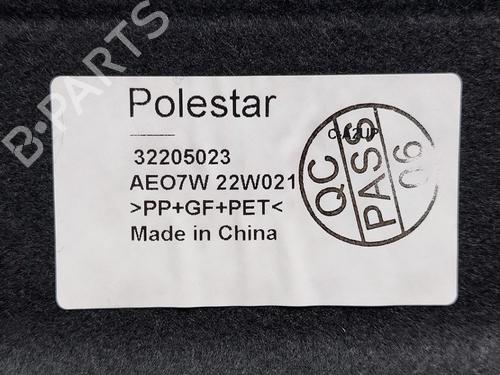 Polestar
32205023
AEO7W 22W021
>PP+GF+PET<
Made in China
QC
PASS
06
B-PARTS